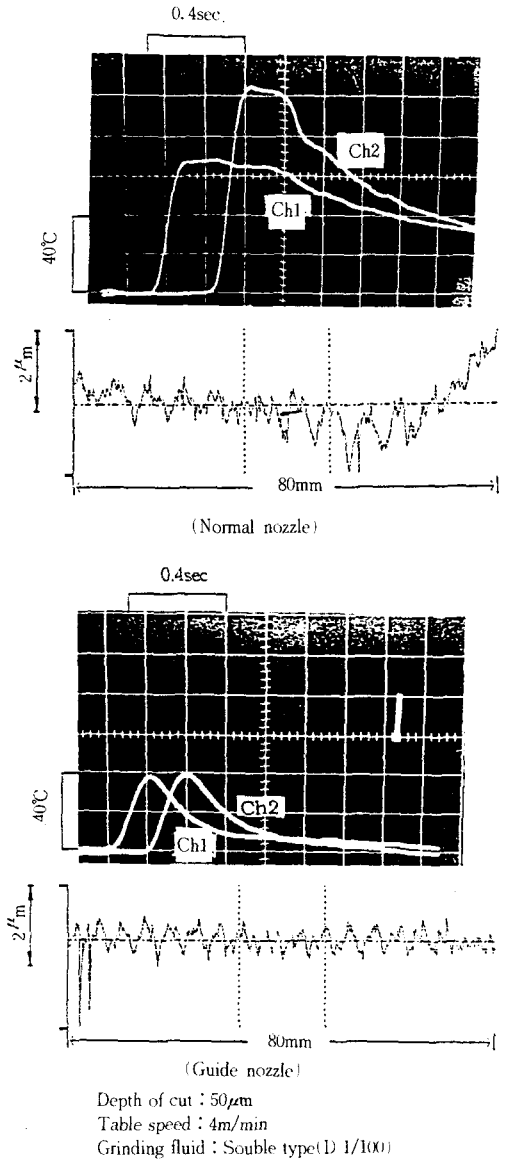 0.4sec.
Ch2
Ch1
40℃
2μm
80mm
(Normal nozzle)
0.4sec
Ch2
Ch1
40℃
2μm
80mm
(Guide nozzle)
Depth of cut : 50μm
Table speed : 4m/min
Grinding fluid : Souble type(1) 1/100)